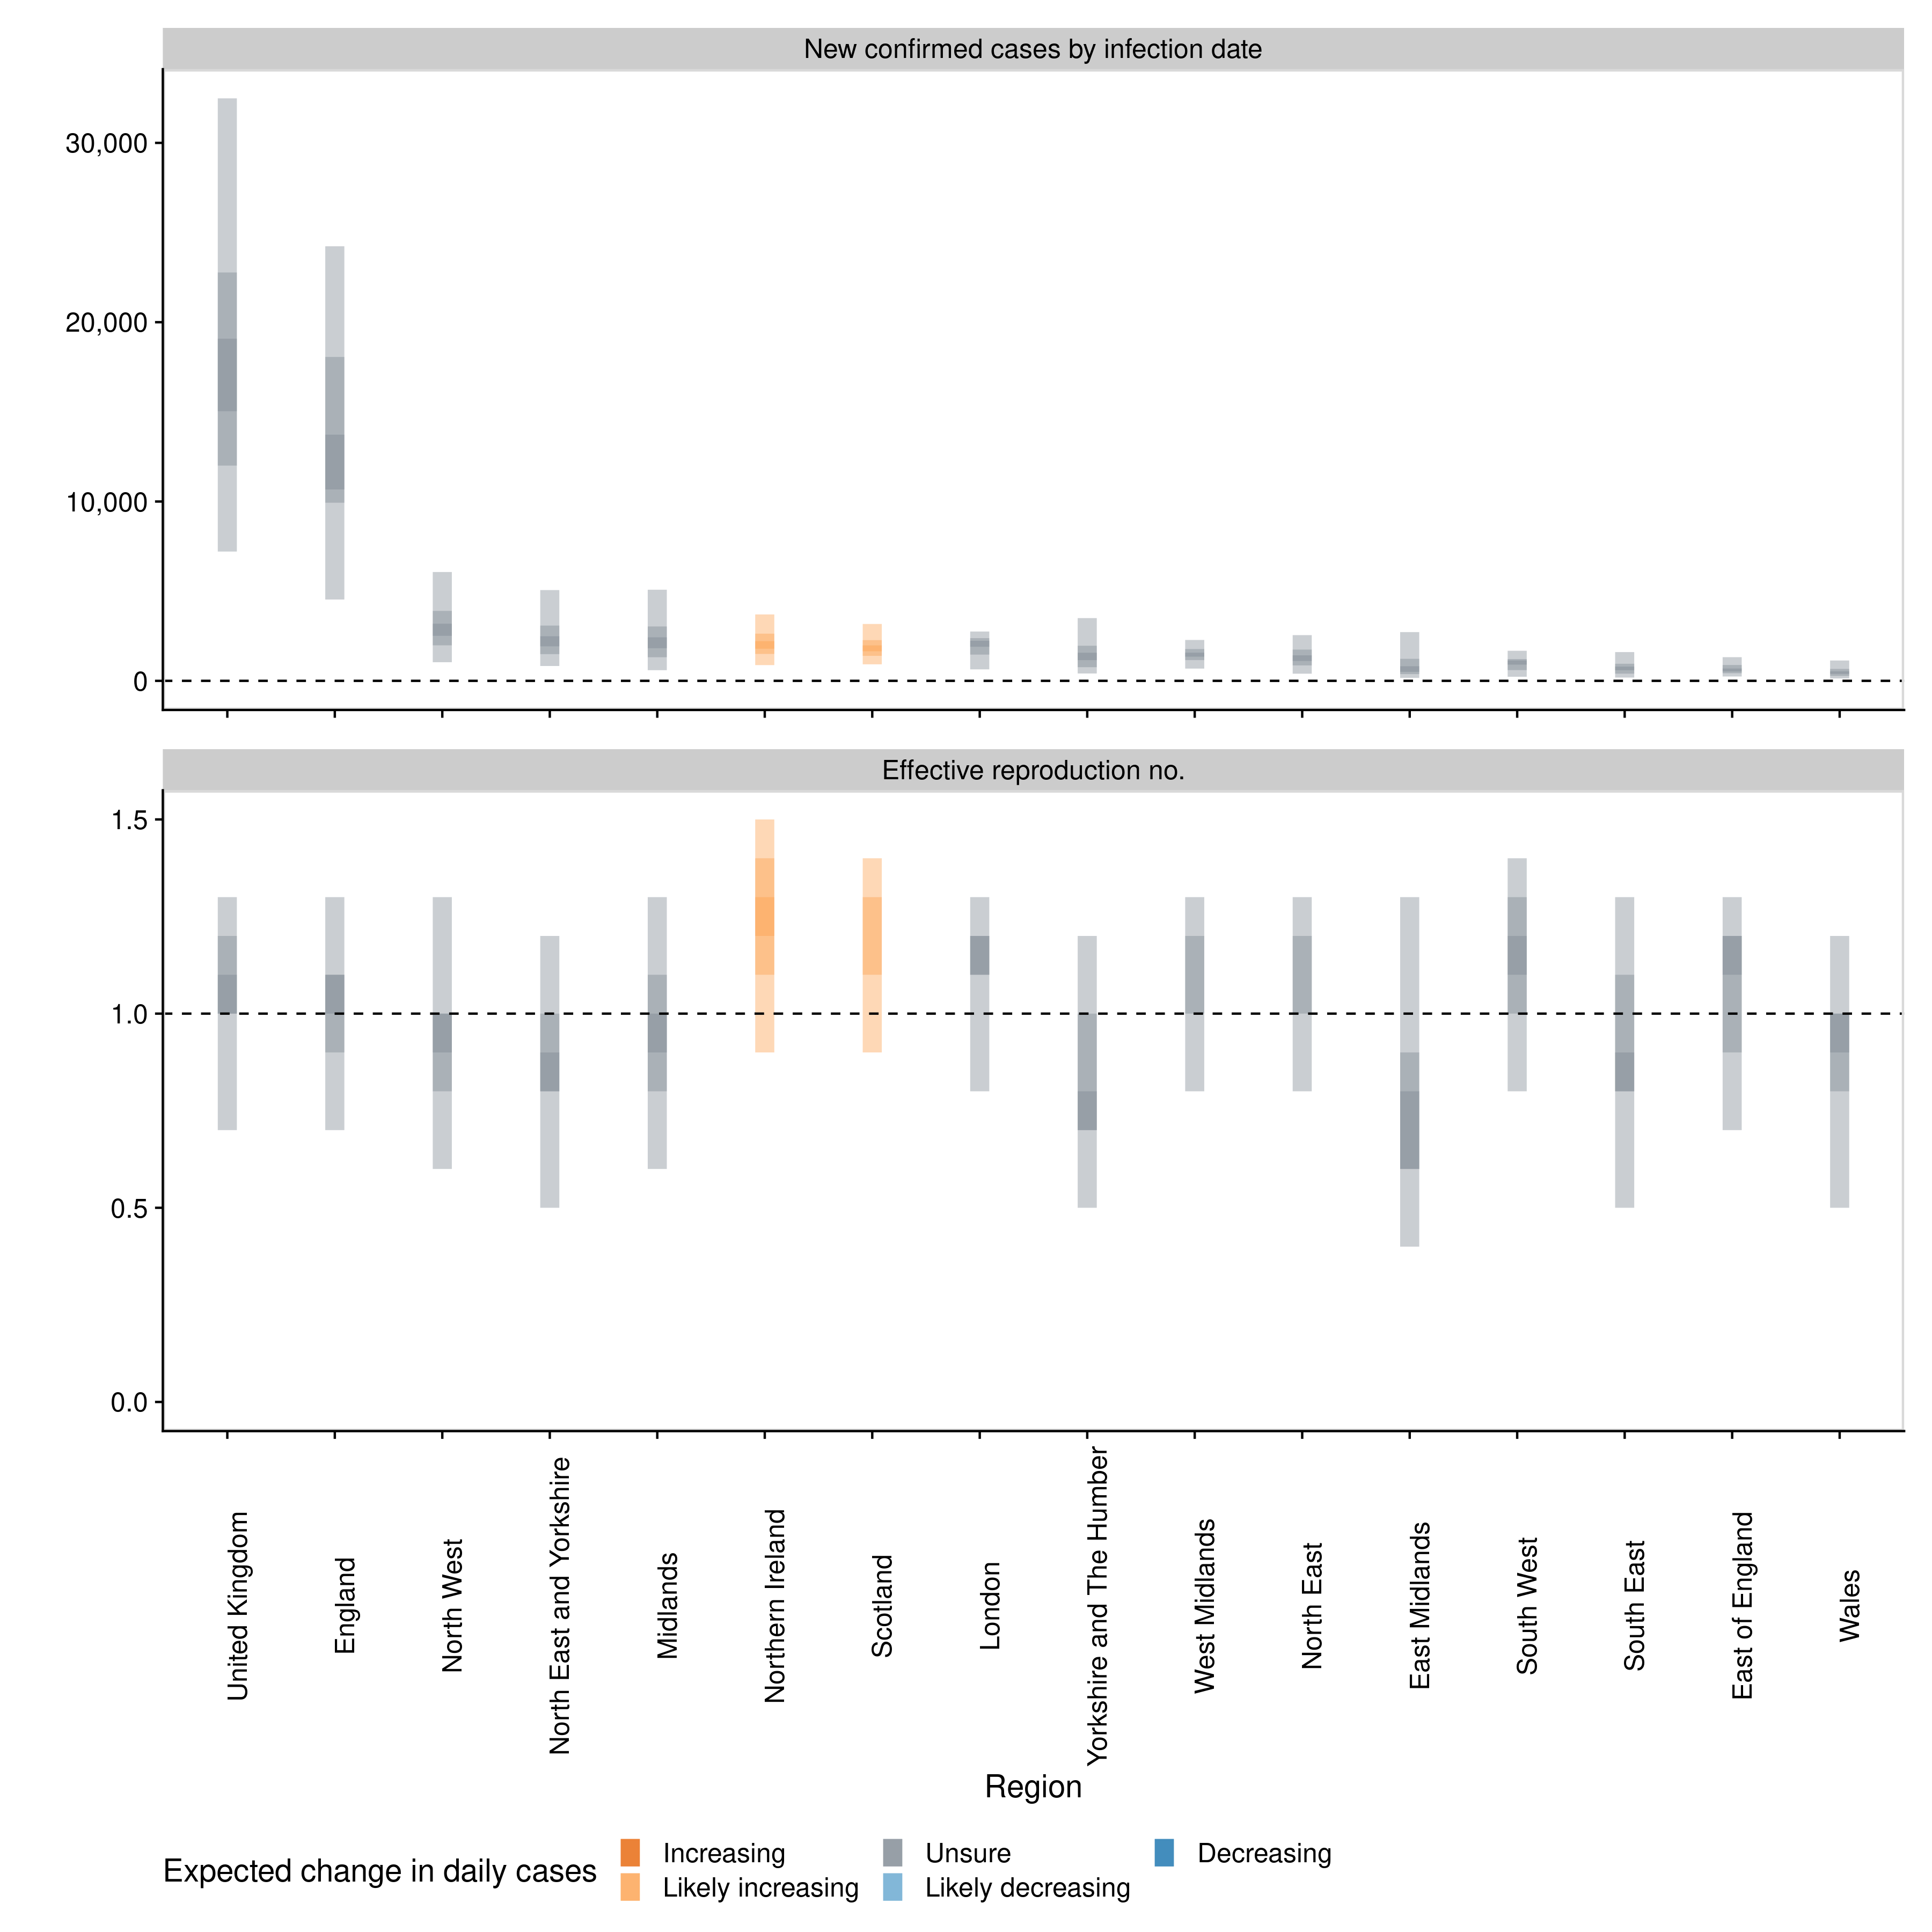 New confirmed cases by infection date
30,000
20,000
10,000
0
Effective reproduction no.
1.5
1.0
0.5
0.0
United Kingdom
England
North West
North East and Yorkshire
Midlands
Northern Ireland
Scotland
London
Yorkshire and The Humber
West Midlands
North East
East Midlands
South West
South East
East of England
Wales
Region
Expected change in daily cases
Increasing
Likely increasing
Unsure
Likely decreasing
Decreasing